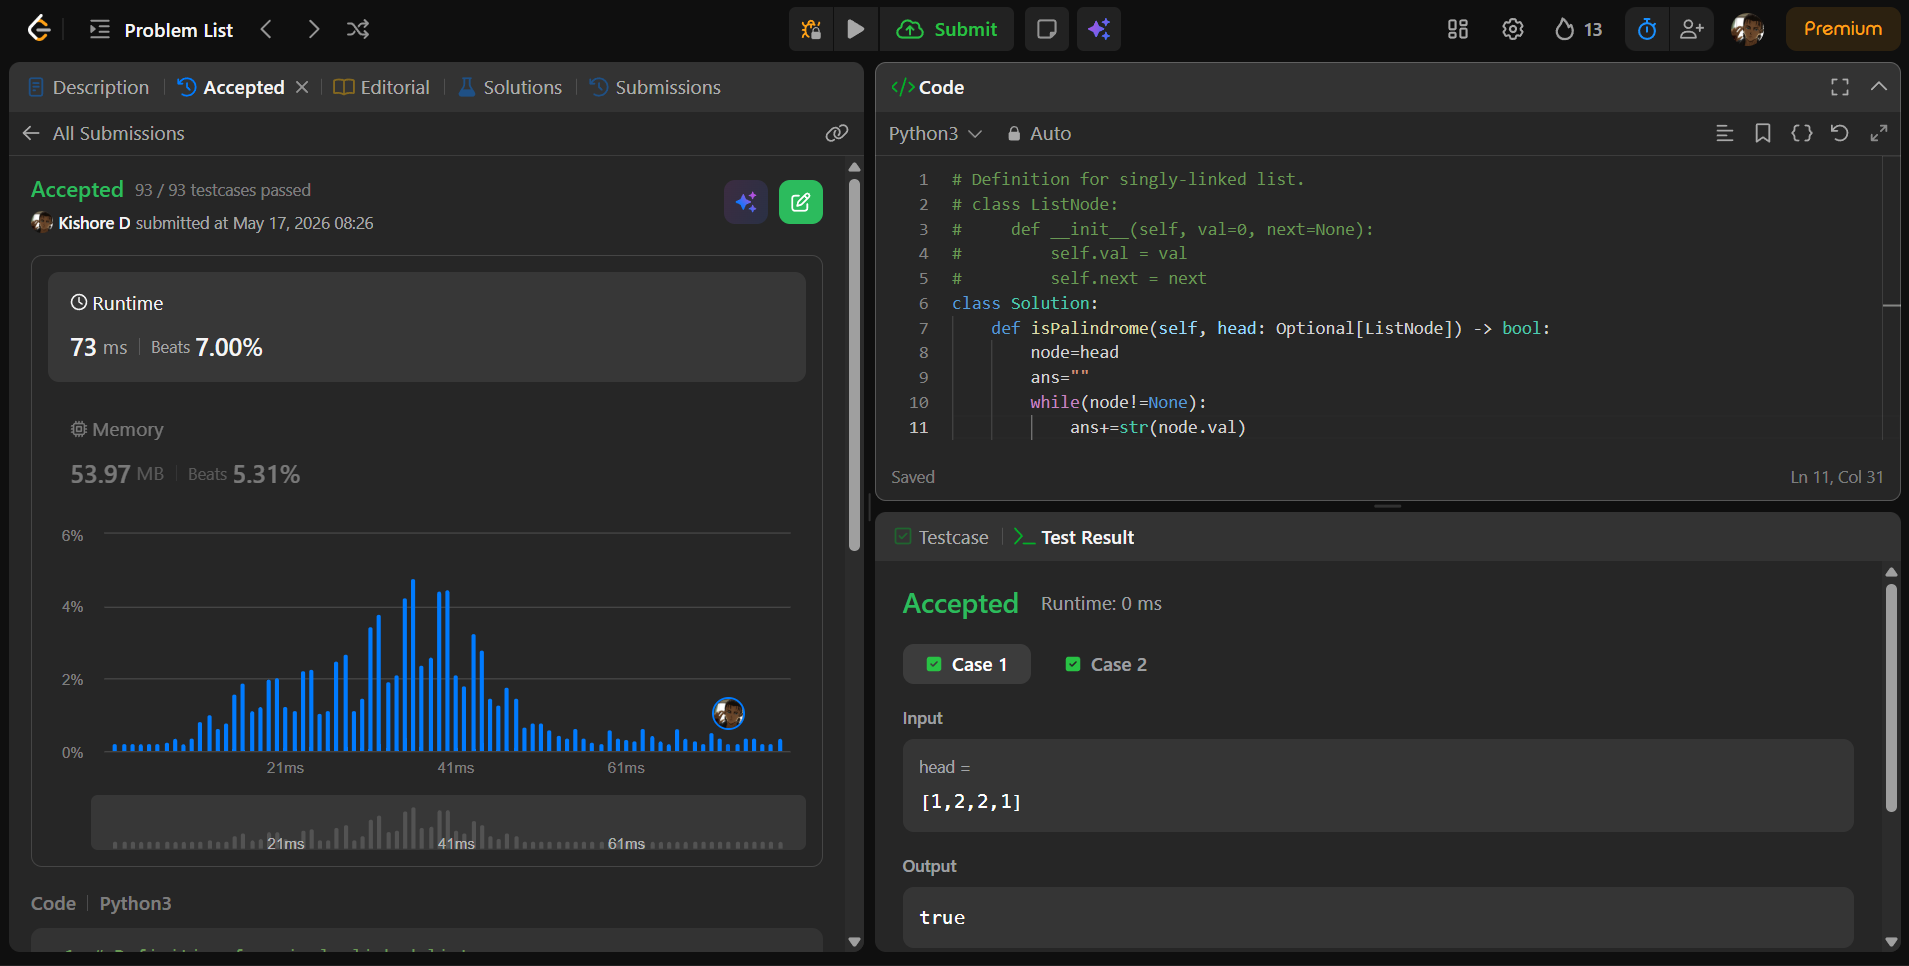 Problem List
Submit
13
Premium
Description
Accepted
Editorial
Solutions
Submissions
All Submissions
Accepted 93 / 93 testcases passed
Kishore D submitted at May 17, 2026 08:26
Runtime
73 ms Beats 7.00%
Memory
53.97 MB Beats 5.31%
6%
4%
2%
0%
21ms 41ms 61ms
21ms 41ms 61ms
Code Python3
Code
Python3 Auto
1 # Definition for singly-linked list.
2 # class ListNode:
3 #     def __init__(self, val=0, next=None):
4 #         self.val = val
5 #         self.next = next
6 class Solution:
7     def isPalindrome(self, head: Optional[ListNode]) -> bool:
8         node=head
9         ans=""
10         while(node!=None):
11             ans+=str(node.val)
Saved
Ln 11, Col 31
Testcase
Test Result
Accepted Runtime: 0 ms
Case 1
Case 2
Input
head =
[1,2,2,1]
Output
true